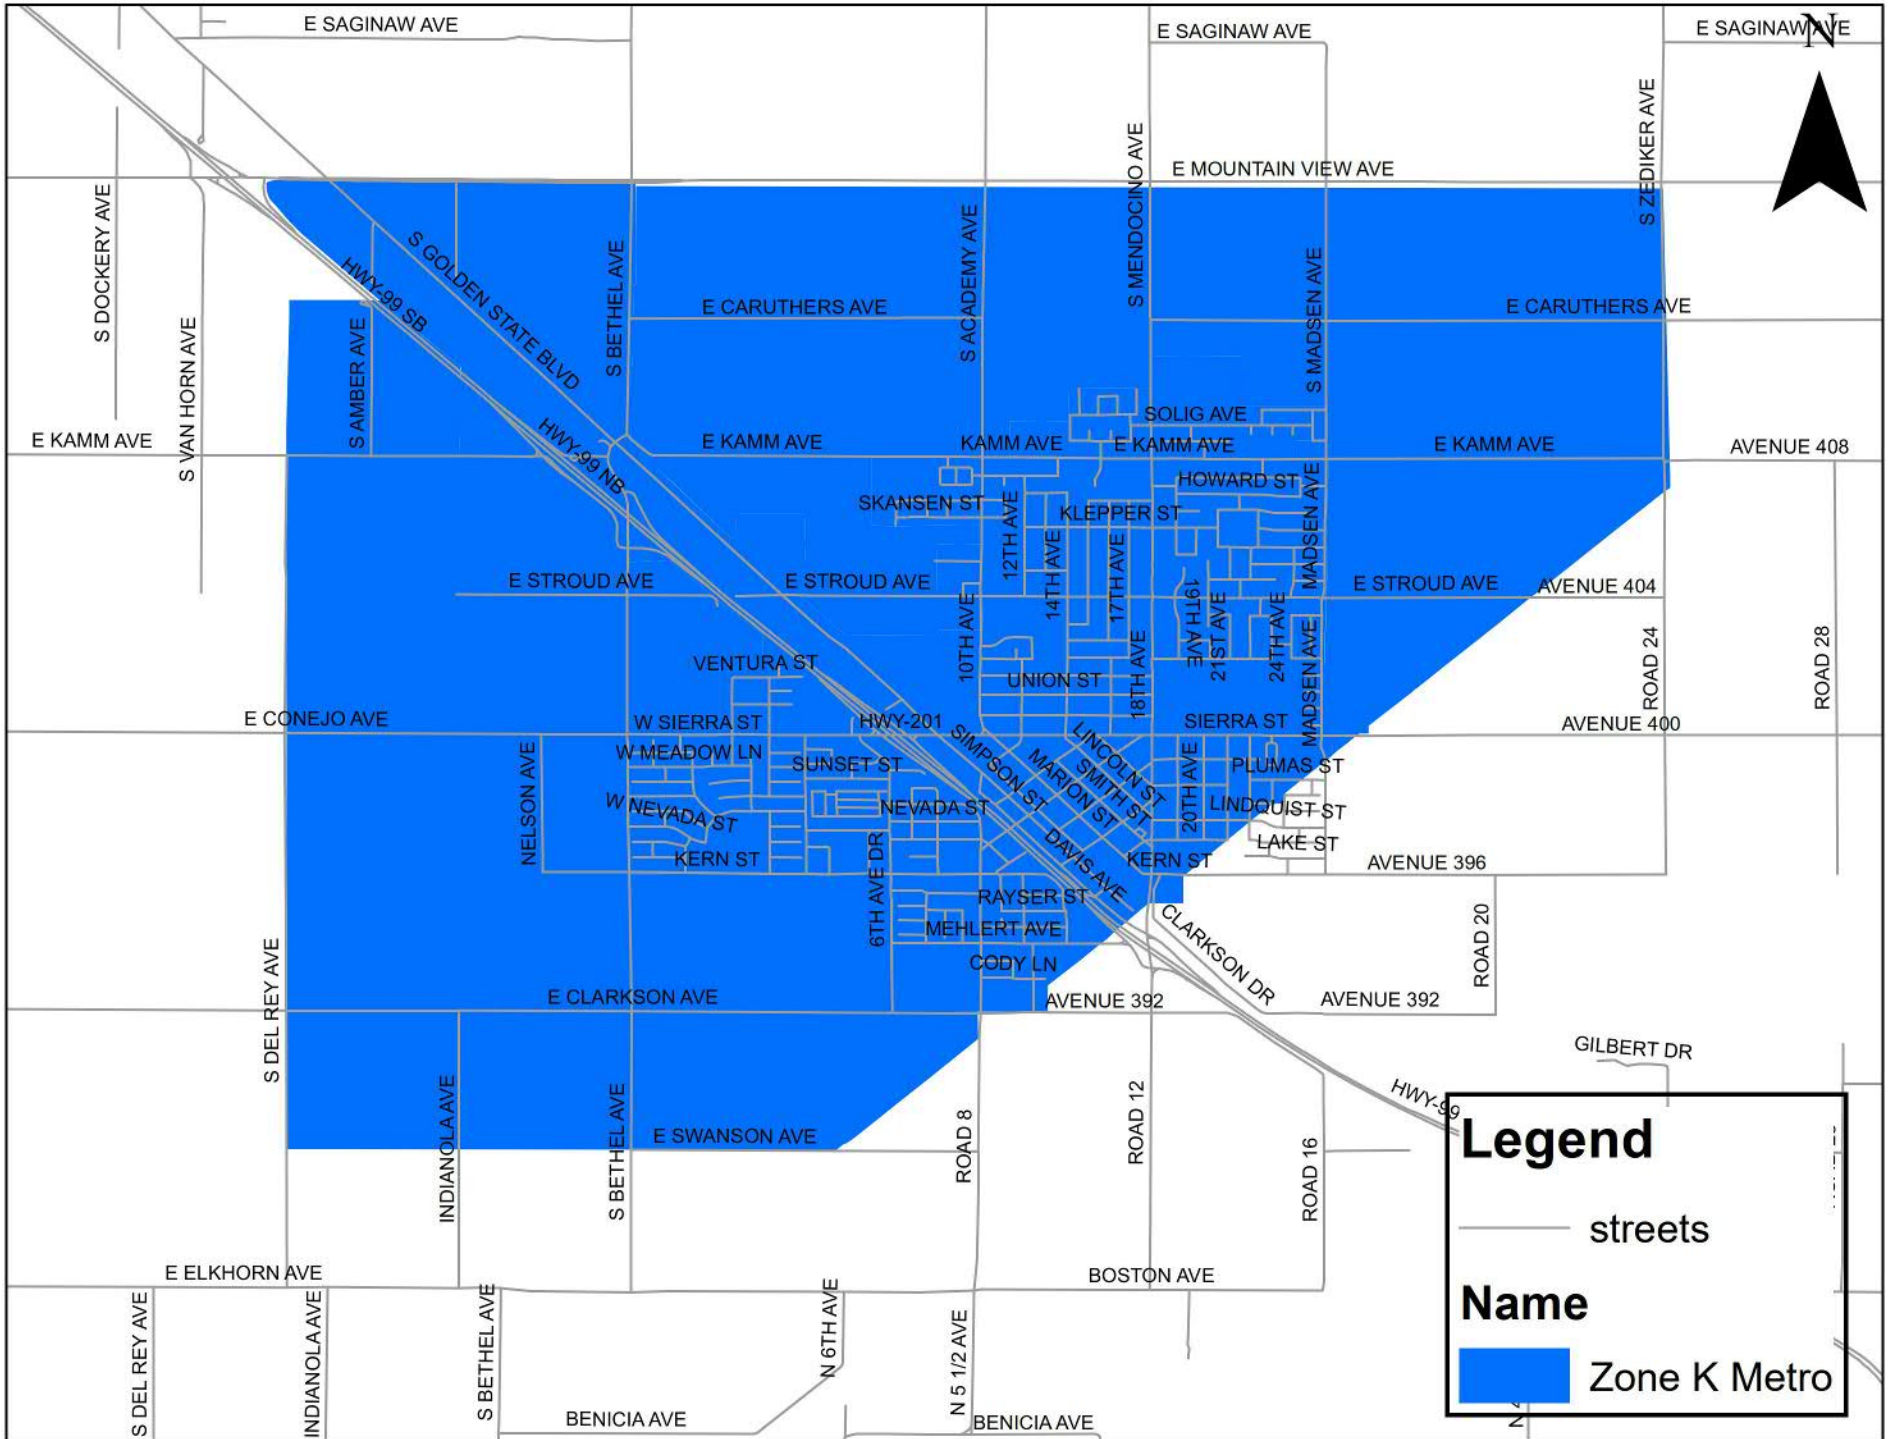 E SAGINAW AVE
E SAGINAW AVE
E SAGINAW AVE
N
S ZEDIKER AVE
S MENDOCINO AVE
E MOUNTAIN VIEW AVE
S DOCKERY AVE
S ACADEMY AVE
S GOLDEN STATE BLVD
S BETHEL AVE
S MADSEN AVE
HWY-99 SB
E CARUTHERS AVE
E CARUTHERS AVE
S VAN HORN AVE
S AMBER AVE
SOLIG AVE
E KAMM AVE
HWY-99 NB
E KAMM AVE
KAMM AVE
E KAMM AVE
E KAMM AVE
AVENUE 408
HOWARD ST
SKANSEN ST
12TH AVE
KLEPPER ST
MADSEN AVE
14TH AVE
17TH AVE
E STROUD AVE
E STROUD AVE
E STROUD AVE
AVENUE 404
10TH AVE
19TH AVE
21ST AVE
24TH AVE
MADSEN AVE
ROAD 24
ROAD 28
VENTURA ST
UNION ST
18TH AVE
E CONEJO AVE
W SIERRA ST
HWY-201
SIERRA ST
AVENUE 400
W MEADOW LN
SUNSET ST
SIMPSON ST
LINCOLN ST
MARION ST
SMITH ST
20TH AVE
PLUMAS ST
NELSON AVE
W NEVADA ST
NEVADA ST
LINDQUIST ST
KERN ST
6TH AVE DR
DAVIS AVE
KERN ST
LAKE ST
AVENUE 396
RAYSER ST
MEHLERT AVE
CLARKSON DR
ROAD 20
CODY LN
S DEL REY AVE
E CLARKSON AVE
AVENUE 392
AVENUE 392
GILBERT DR
INDIANOLA AVE
S BETHEL AVE
E SWANSON AVE
ROAD 8
ROAD 12
ROAD 16
HWY-99
Legend
streets
Name
Zone K Metro
E ELKHORN AVE
BOSTON AVE
S DEL REY AVE
INDIANOLA AVE
S BETHEL AVE
N 6TH AVE
N 5 1/2 AVE
BENICIA AVE
BENICIA AVE